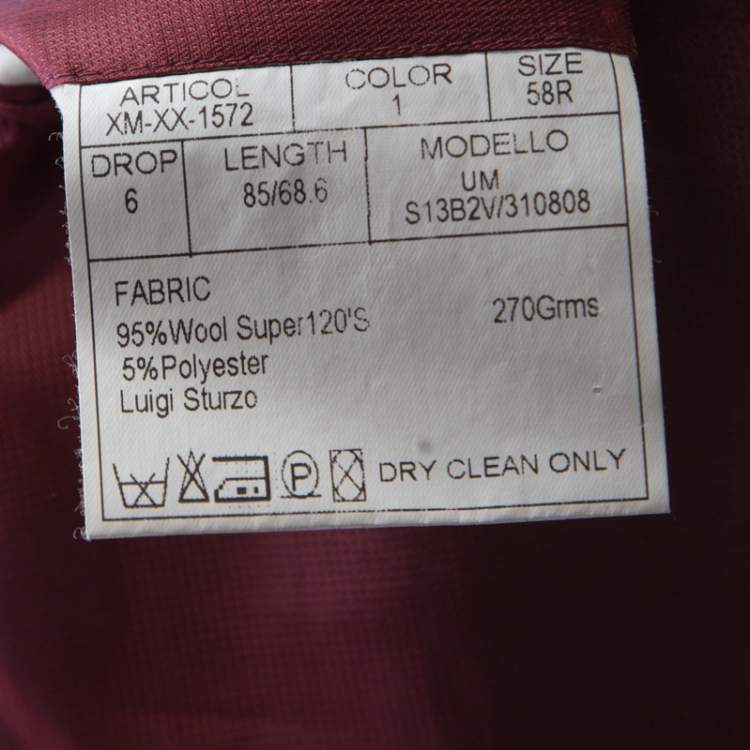 ARTICOL COLOR SIZE
XM-XX-1572 1 58R
DROP LENGTH MODELLO
6 85/68.6 UM
S13B2V/310808
FABRIC
95%Wool Super120'S 270Grms
5%Polyester
Luigi Sturzo
P DRY CLEAN ONLY